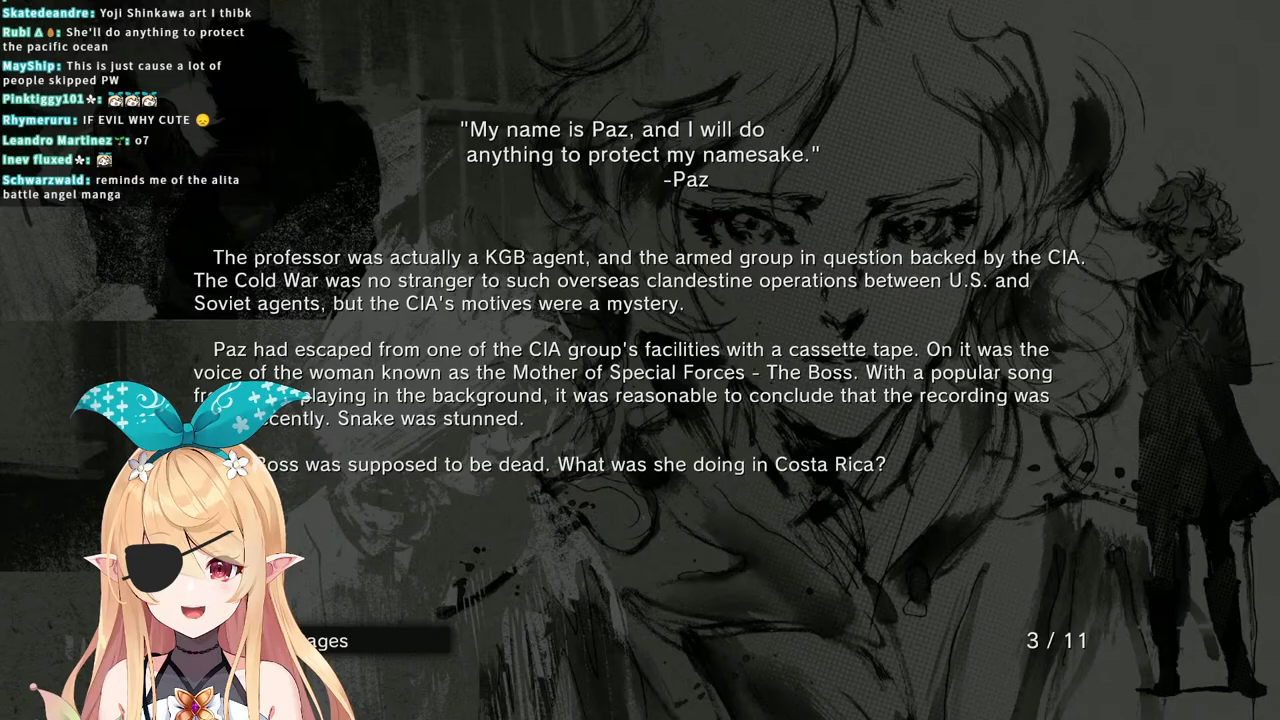 Skatedeandre: Yoji Shinkawa art I thibk
Rubi: She'll do anything to protect
the pacific ocean
MayShip: This is just cause a lot of
people skipped PW
Pinktiggy101:
Rhymeruru: IF EVIL WHY CUTE
Leandro Martinez: o7
Inev fluxed:
Schwarzwald: reminds me of the alita
battle angel manga
"My name is Paz, and I will do
anything to protect my namesake."
-Paz
The professor was actually a KGB agent, and the armed group in question backed by the CIA.
The Cold War was no stranger to such overseas clandestine operations between U.S. and
Soviet agents, but the CIA's motives were a mystery.
Paz had escaped from one of the CIA group's facilities with a cassette tape. On it was the
voice of the woman known as the Mother of Special Forces - The Boss. With a popular song
playing in the background, it was reasonable to conclude that the recording was
Snake was stunned.
Boss was supposed to be dead. What was she doing in Costa Rica?
3 / 11